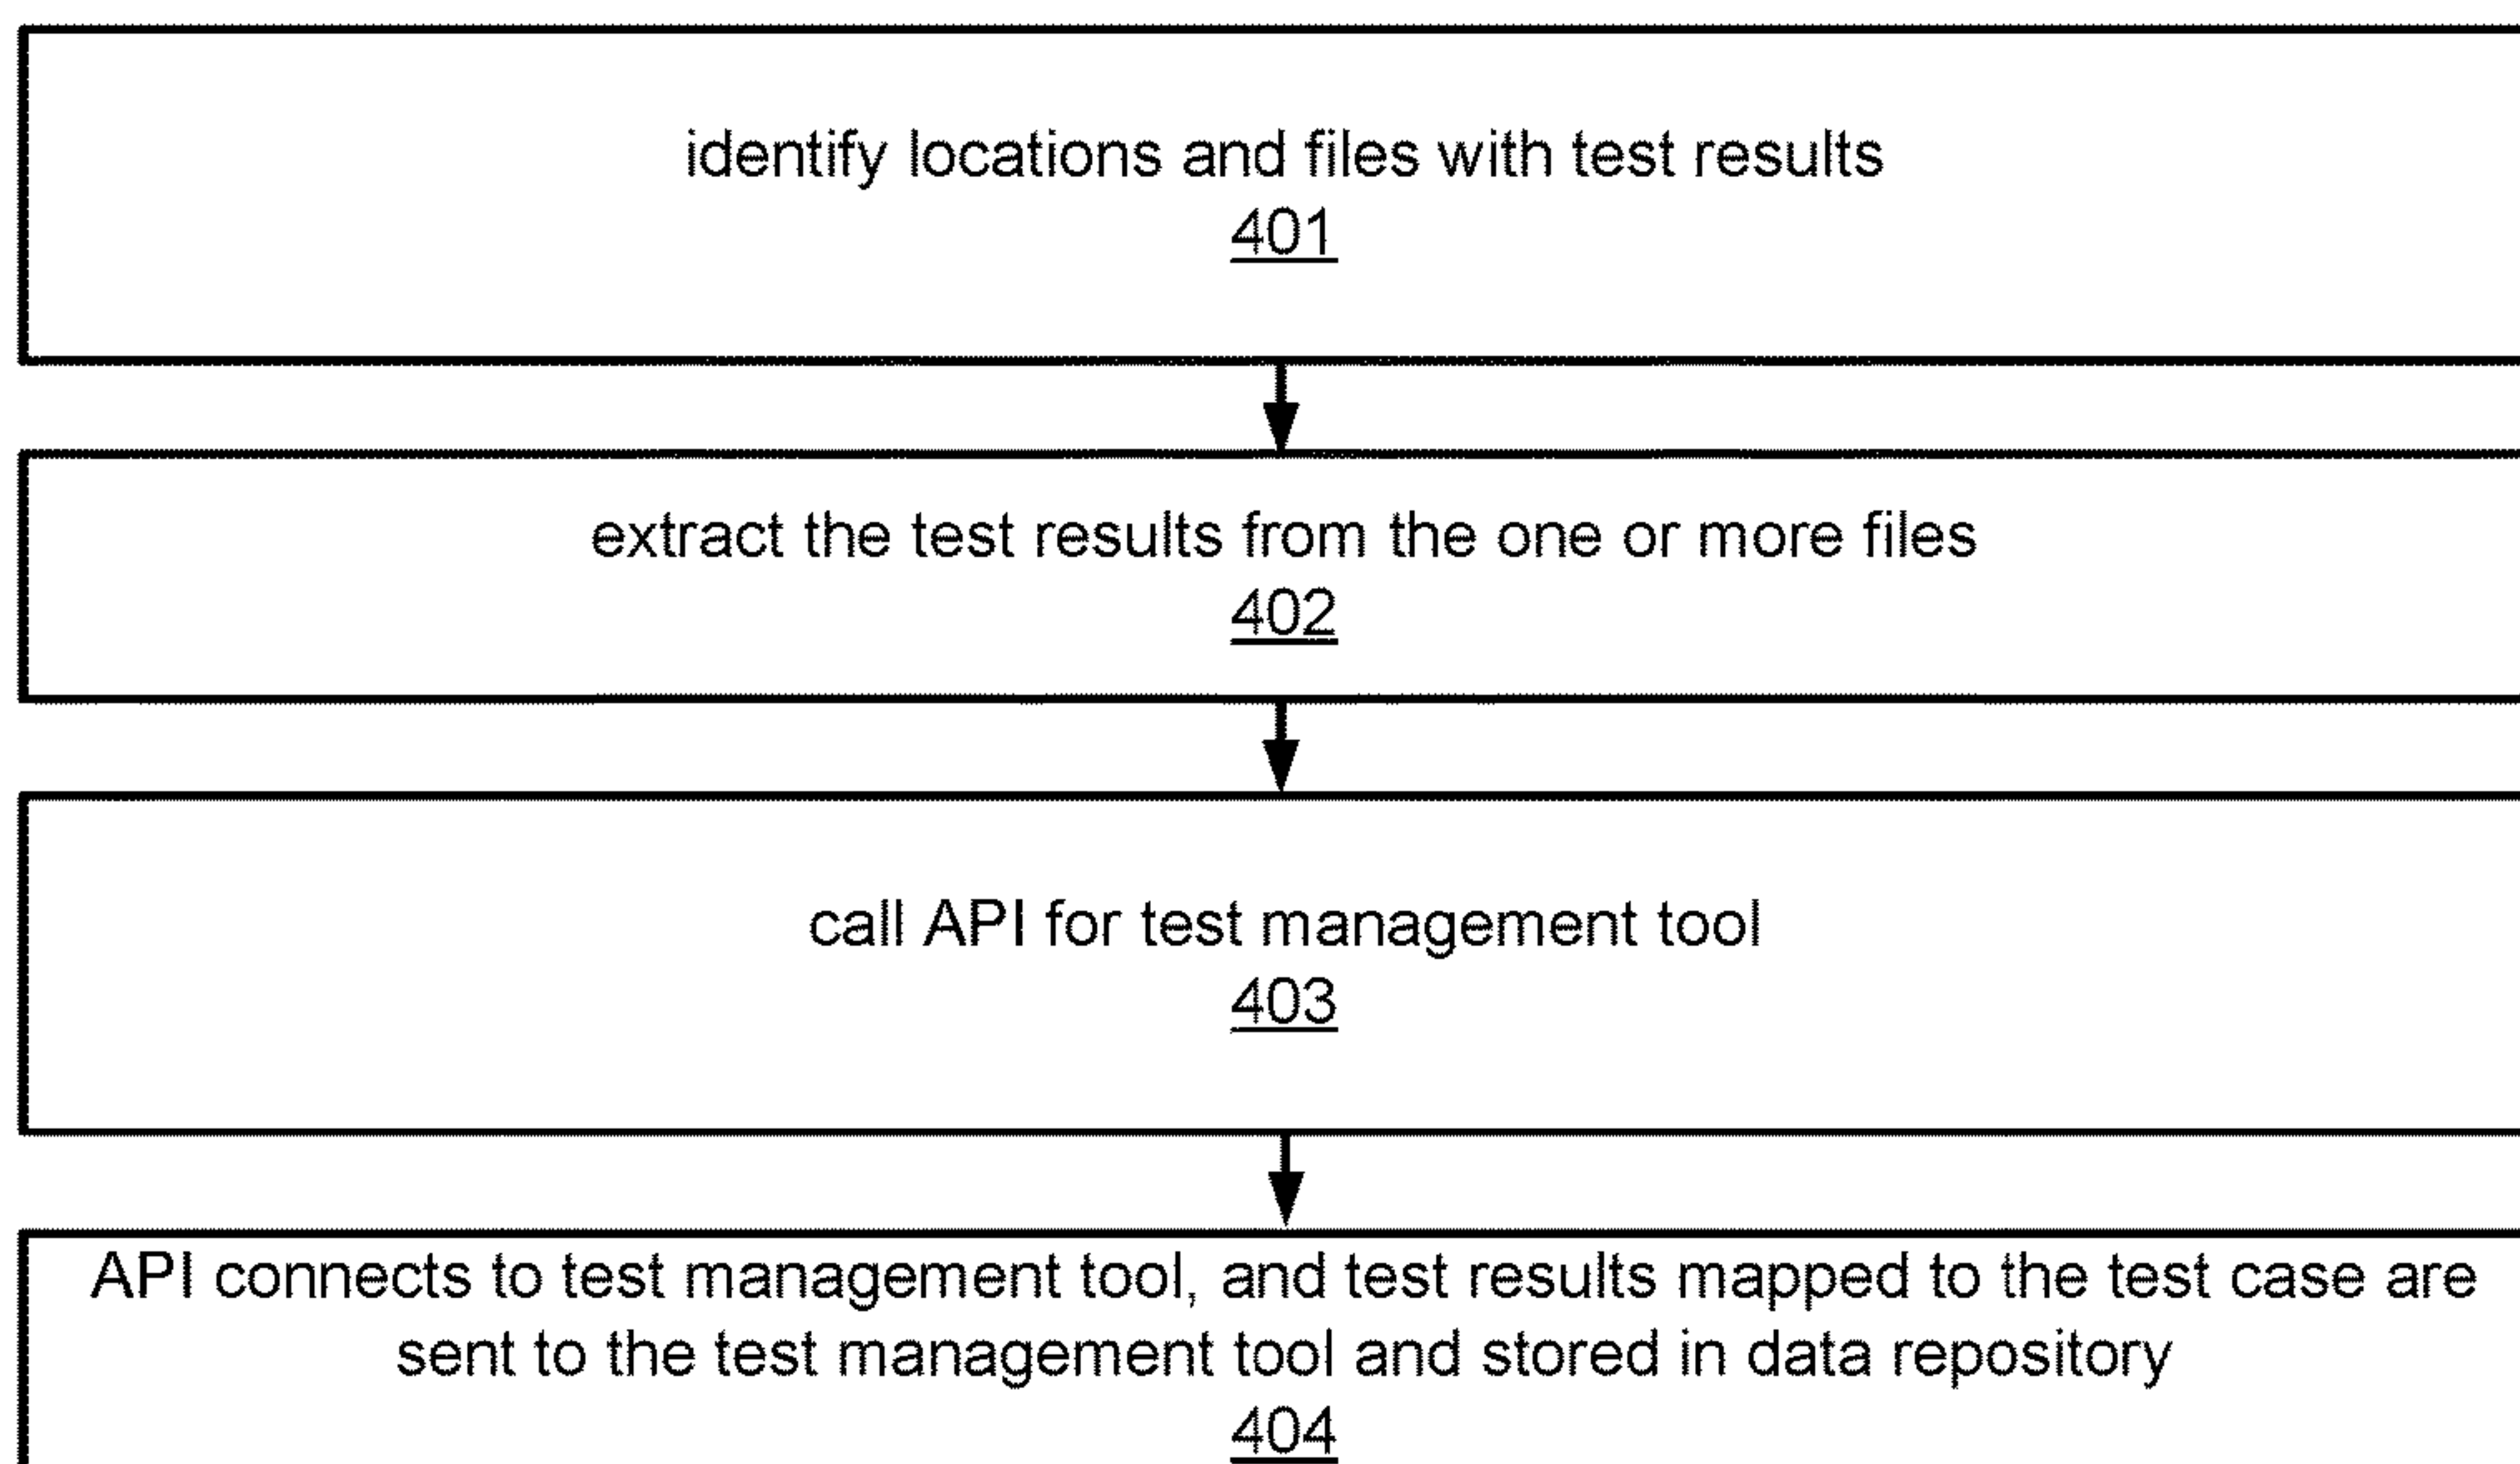 identify locations and files with test results
401
extract the test results from the one or more files
402
call API for test management tool
403
API connects to test management tool, and test results mapped to the test case are
sent to the test management tool and stored in data repository
404